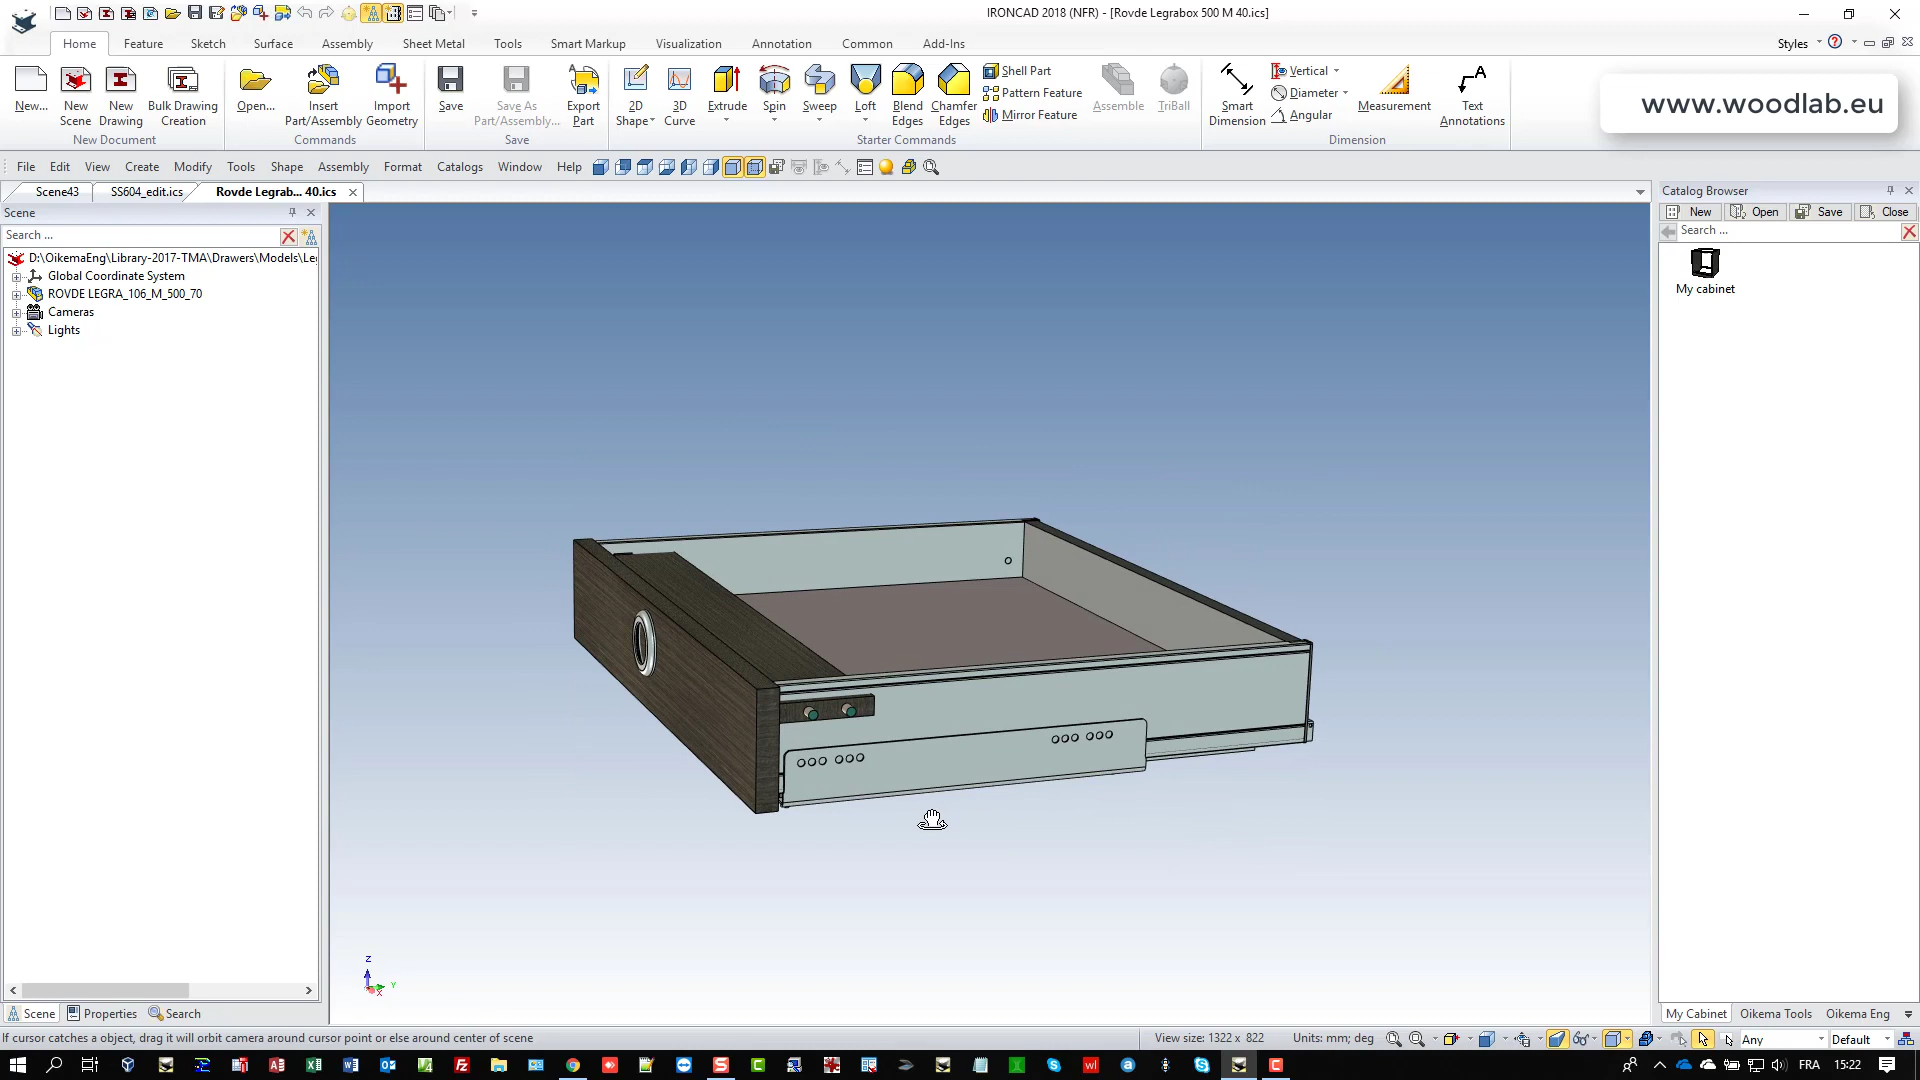 IRONCAD 2018 (NFR) - [Rovde Legrabox 500 M 40.ics]
Home Feature Sketch Surface Assembly Sheet Metal Tools Smart Markup Visualization Annotation Common Add-Ins Styles
New... New Scene New Drawing Bulk Drawing Creation
New Document
Open... Insert Part/Assembly Import Geometry
Commands
Save Save As Part/Assembly... Export Part
Save
2D Shape 3D Curve Extrude Spin Sweep Loft Blend Edges Chamfer Edges
Shell Part
Pattern Feature
Mirror Feature
Assemble TriBall
Starter Commands
Smart Dimension
Vertical
Diameter
Angular
Measurement Text Annotations
Dimension
www.woodlab.eu
File Edit View Create Modify Tools Shape Assembly Format Catalogs Window Help
Scene43 SS604_edit.ics Rovde Legrab... 40.ics
Scene
Search ...
D:\OikemaEng\Library-2017-TMA\Drawers\Models\Le
Global Coordinate System
ROVDE LEGRA_106_M_500_70
Cameras
Lights
Z
Y
X
Scene Properties Search
Catalog Browser
New Open Save Close
Search ...
My cabinet
My Cabinet Oikema Tools Oikema Eng
If cursor catches a object, drag it will orbit camera around cursor point or else around center of scene
View size: 1322 x 822 Units: mm; deg Any Default
FRA 15:22